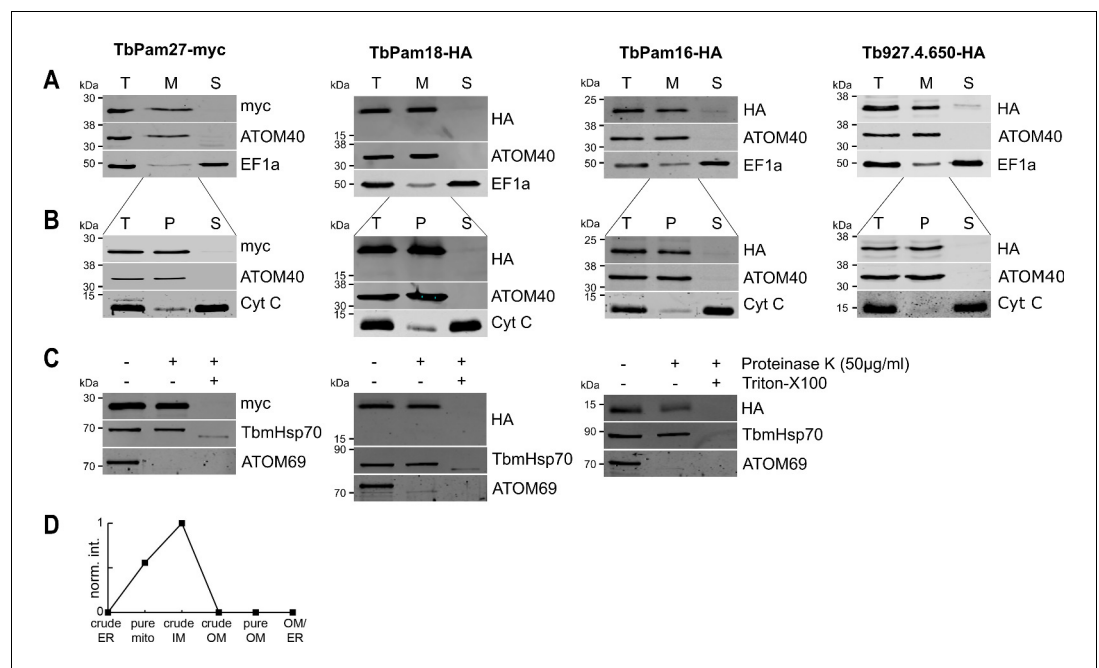 TbPam27-myc TbPam18-HA TbPam16-HA Tb927.4.650-HA
A
kDa T M S
30
myc
38
ATOM40
30
50 EF1a
kDa T M S
HA
15
38
ATOM40
30
50 EF1a
kDa T M S
25
HA
38
ATOM40
30
50 EF1a
kDa T M S
38
HA
ATOM40
50 EF1a
B
kDa T P S
30
myc
38
ATOM40
30
15
Cyt C
kDa T P S
HA
15
38
ATOM40
30
15 Cyt C
kDa T P S
25
HA
38
ATOM40
30
15
Cyt C
kDa T P S
38
HA
38
ATOM40
30
15 Cyt C
C
- + +
- - +
kDa
30
myc
70 TbmHsp70
70 ATOM69
- + +
- - +
kDa
HA
15
90
TbmHsp70
70 ATOM69
- + + Proteinase K (50µg/ml)
- - + Triton-X100
kDa
15 HA
90 TbmHsp70
70 ATOM69
D
norm. int.
1
0
crude ER
pure mito
crude IM
crude OM
pure OM
OM/ ER